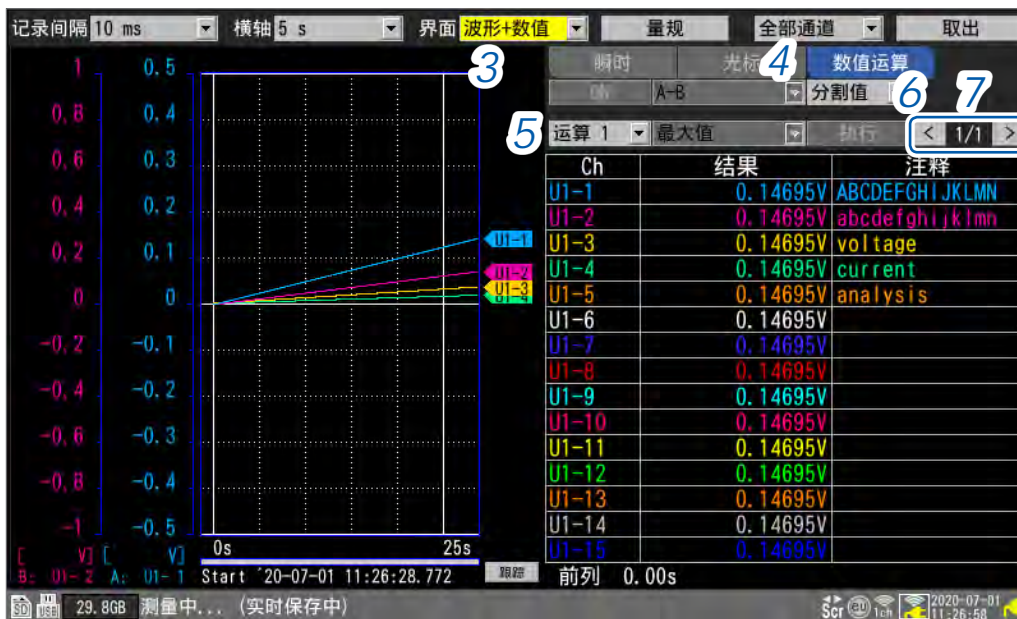 记录间隔 10 ms 横轴 5 s 界面 波形+数值 量规 全部通道 取出
3 4 6 7
瞬时 光标 数值运算
Ch A-B 分割值
5 运算 1 最大值 执行 < 1/1 >
Ch 结果 注释
U1-1 0.14695V ABCDEFGHIJKLMN
U1-2 0.14695V abcdefghijklmn
U1-3 0.14695V voltage
U1-4 0.14695V current
U1-5 0.14695V analysis
U1-6 0.14695V
U1-7 0.14695V
U1-8 0.14695V
U1-9 0.14695V
U1-10 0.14695V
U1-11 0.14695V
U1-12 0.14695V
U1-13 0.14695V
U1-14 0.14695V
U1-15 0.14695V
前列 0.00s
1 0.5
0.8 0.4
0.6 0.3
0.4 0.2
0.2 0.1
0 0
-0.2 -0.1
-0.4 -0.2
-0.6 -0.3
-0.8 -0.4
-1 -0.5
U1-1
U1-2
U1-3
U1-4
0s 25s
[ V] [ V]
B: U1- 2 A: U1- 1 Start '20-07-01 11:26:28.772 跟踪
SD USB 29.8GB 测量中... (实时保存中) Scr eu 1ch 2020-07-01
11:26:58